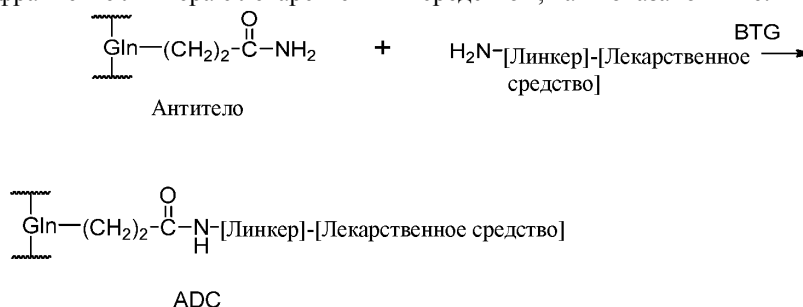 Gln—(CH₂)₂—C—NH₂ + H₂N-[Линкер]-[Лекарственное средство] BTG
O
Антитело
O
Gln—(CH₂)₂—C—N-[Линкер]-[Лекарственное средство]
H
ADC